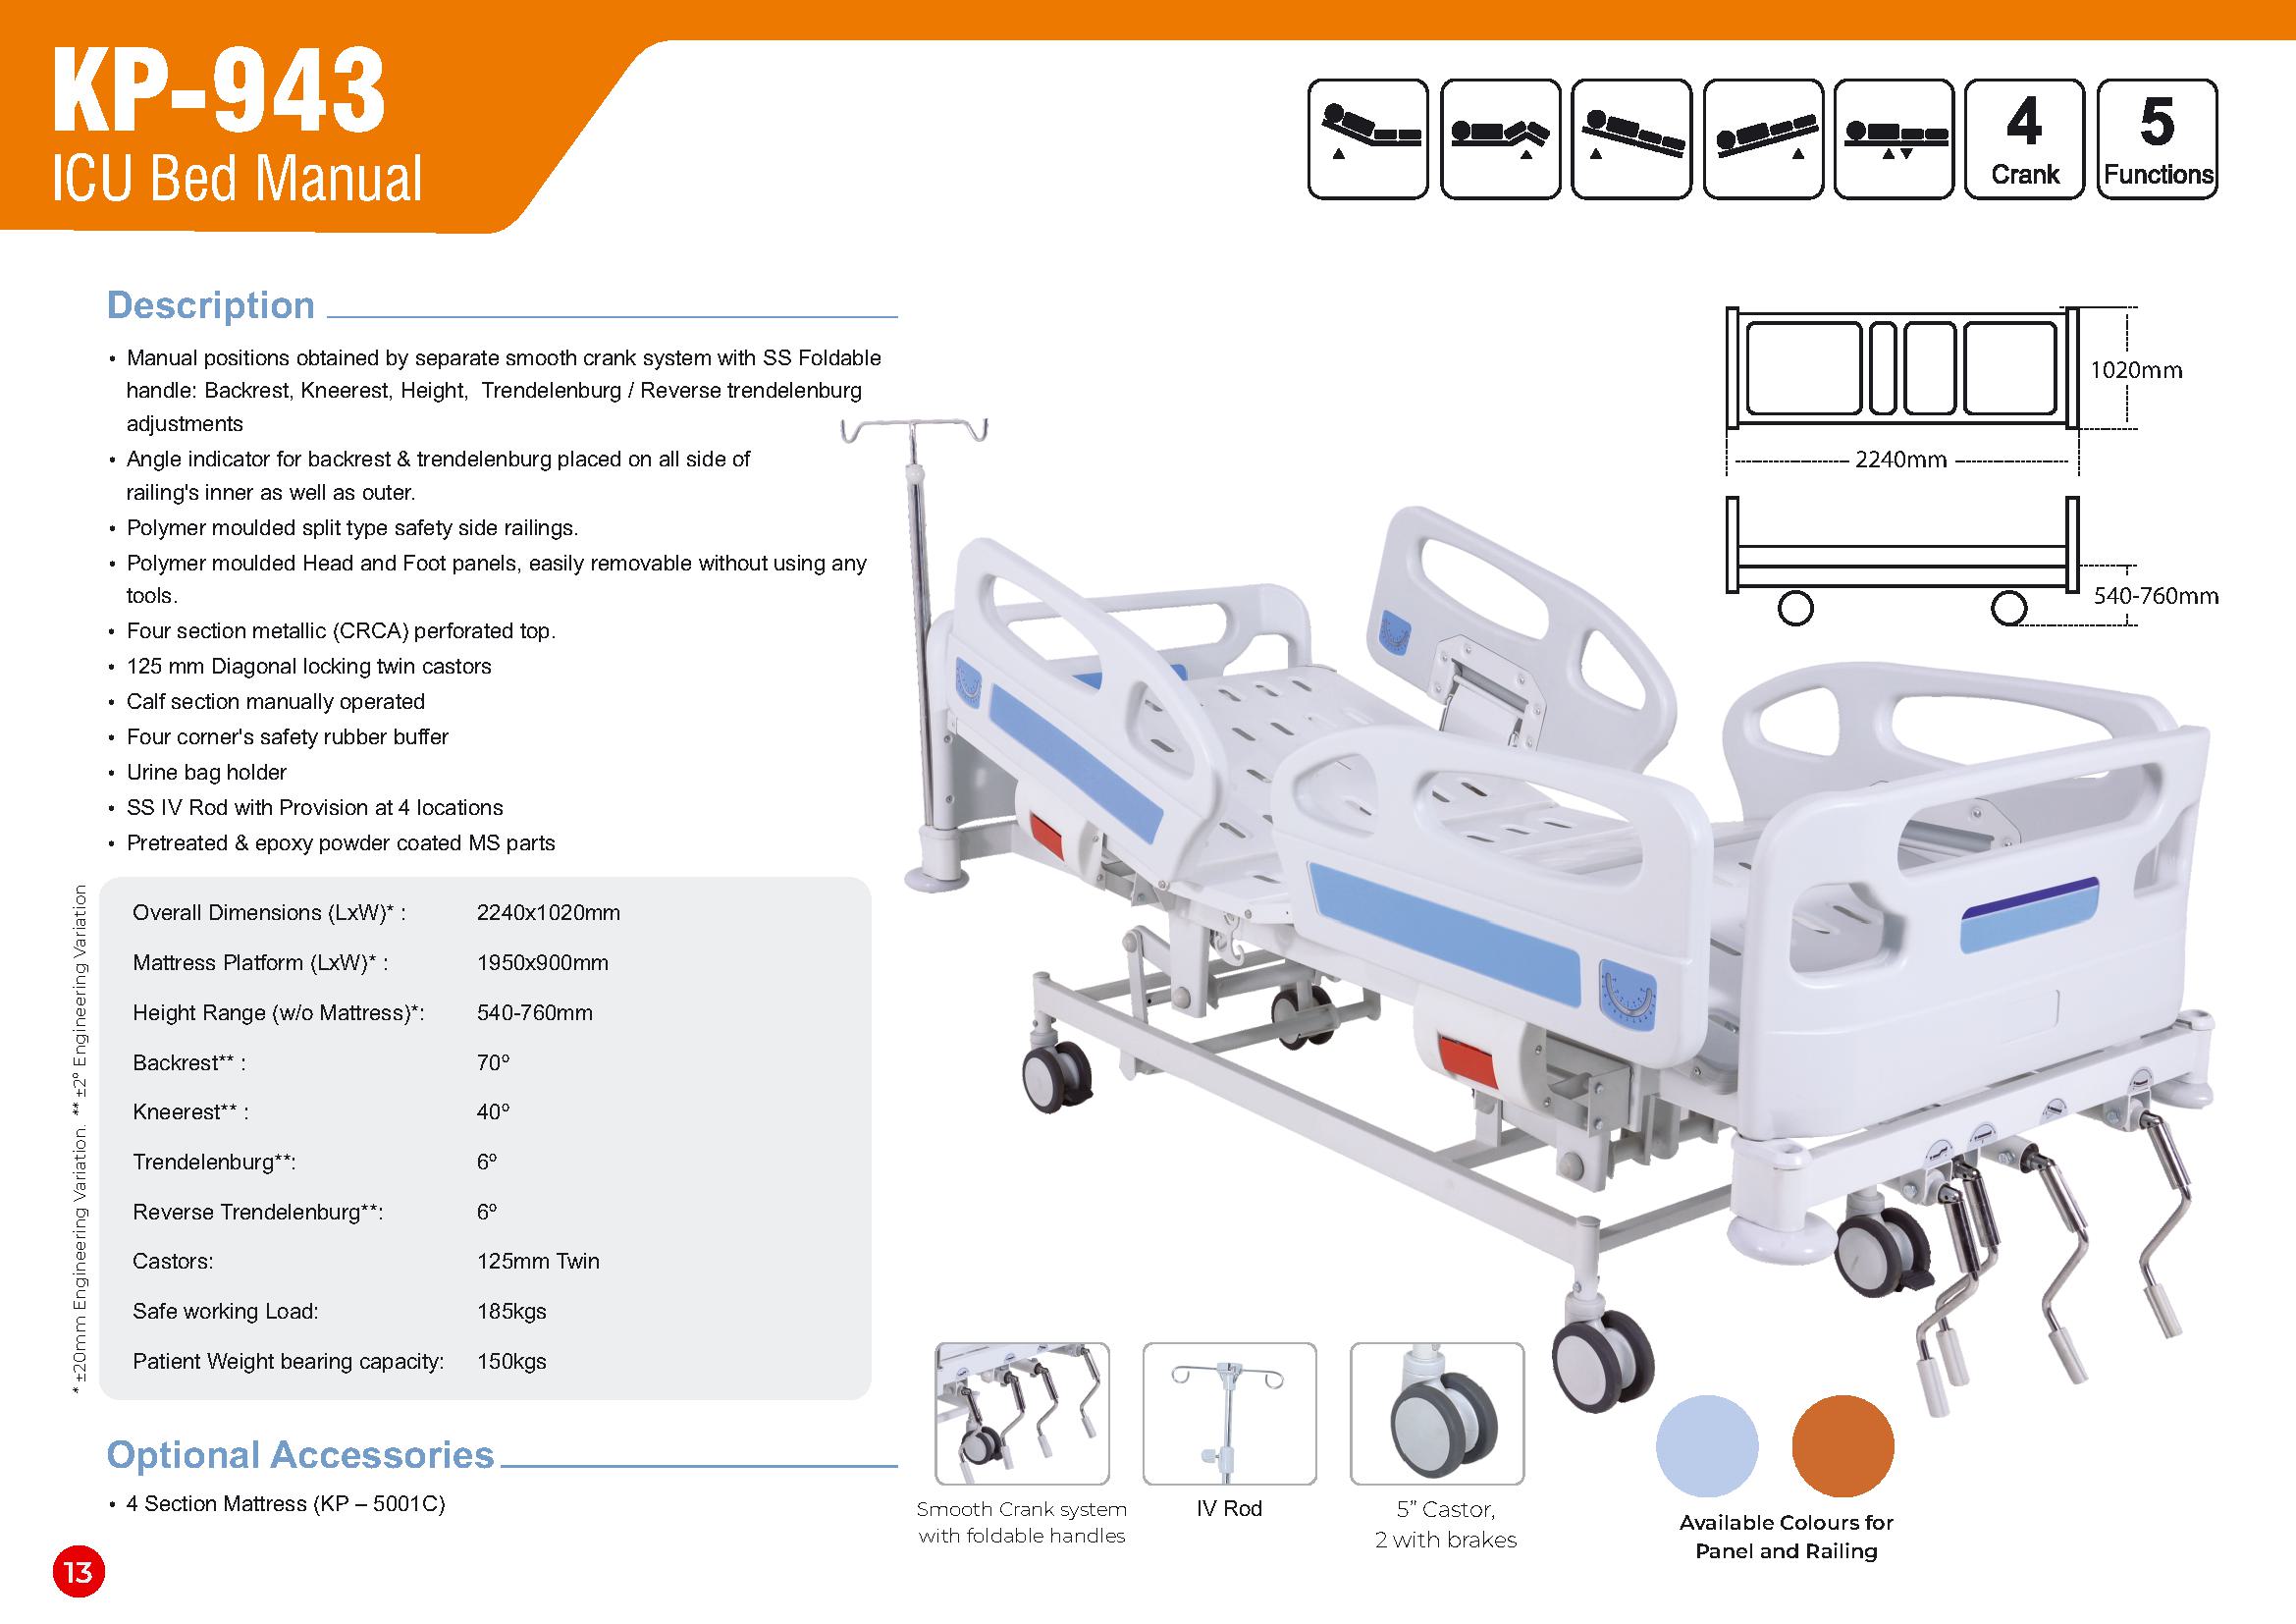 KP-943
ICU Bed Manual
4
Crank
5
Functions
Description
• Manual positions obtained by separate smooth crank system with SS Foldable
handle: Backrest, Kneerest, Height, Trendelenburg / Reverse trendelenburg
adjustments
• Angle indicator for backrest & trendelenburg placed on all side of
railing's inner as well as outer.
• Polymer moulded split type safety side railings.
• Polymer moulded Head and Foot panels, easily removable without using any
tools.
• Four section metallic (CRCA) perforated top.
• 125 mm Diagonal locking twin castors
• Calf section manually operated
• Four corner's safety rubber buffer
• Urine bag holder
• SS IV Rod with Provision at 4 locations
• Pretreated & epoxy powder coated MS parts
1020mm
2240mm
540-760mm
* ±20mm Engineering Variation. ** ±2º Engineering Variation
Overall Dimensions (LxW)* : 2240x1020mm
Mattress Platform (LxW)* : 1950x900mm
Height Range (w/o Mattress)*: 540-760mm
Backrest** : 70º
Kneerest** : 40º
Trendelenburg**: 6º
Reverse Trendelenburg**: 6º
Castors: 125mm Twin
Safe working Load: 185kgs
Patient Weight bearing capacity: 150kgs
Optional Accessories
• 4 Section Mattress (KP – 5001C)
Smooth Crank system
with foldable handles
IV Rod
5” Castor,
2 with brakes
Available Colours for
Panel and Railing
13